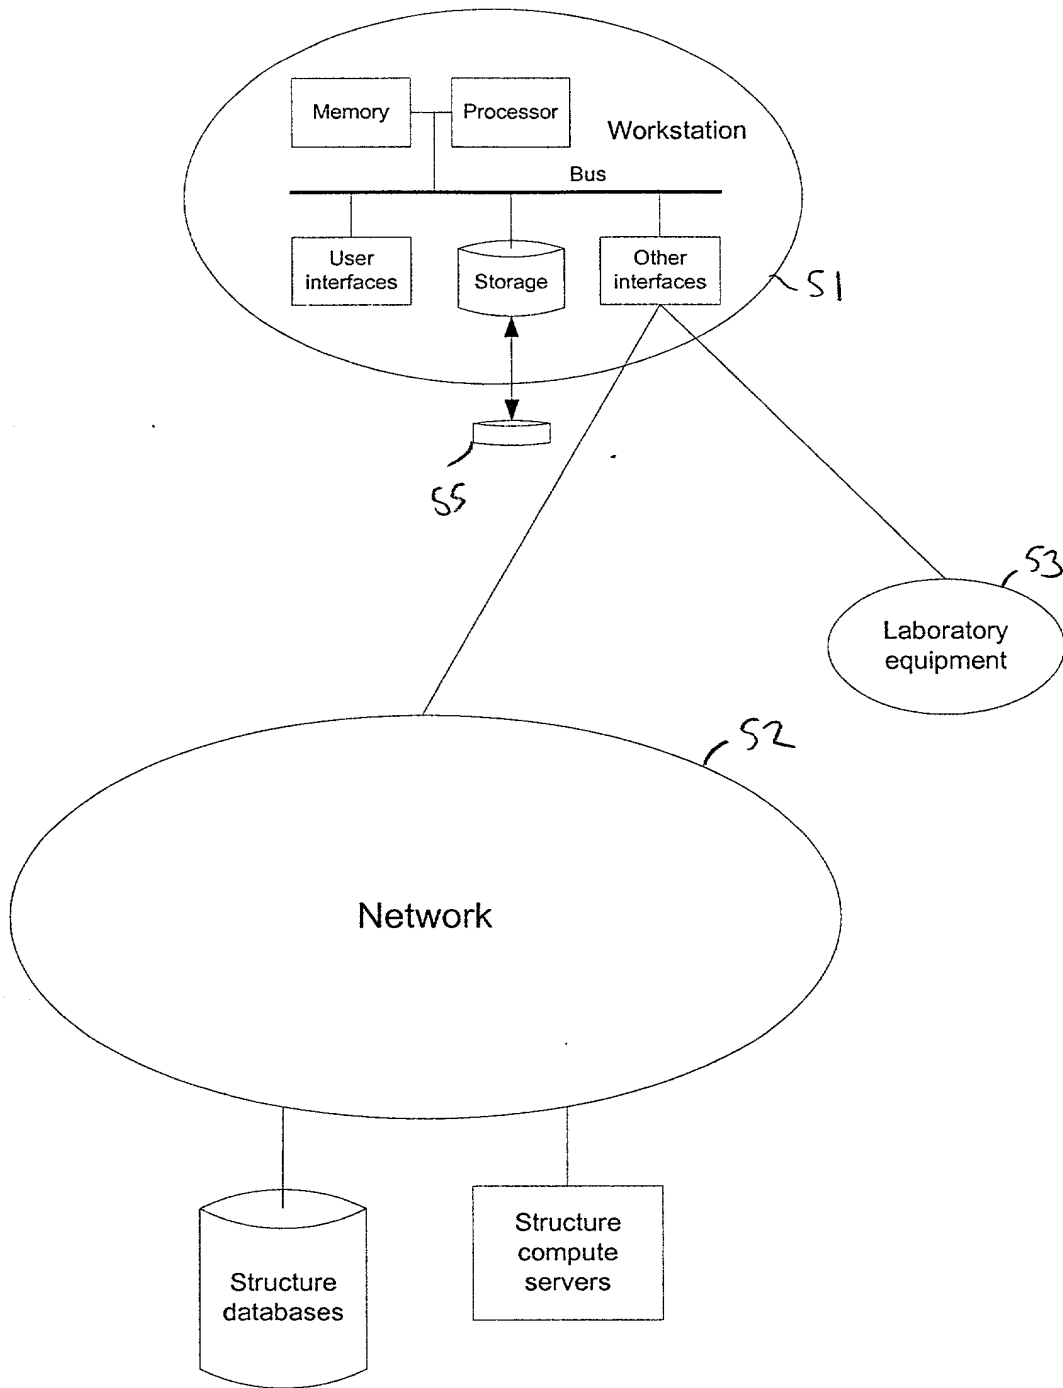 Memory
Processor
Workstation
Bus
User
interfaces
Storage
Other
interfaces
51
55
53
Laboratory
equipment
52
Network
Structure
databases
Structure
compute
servers